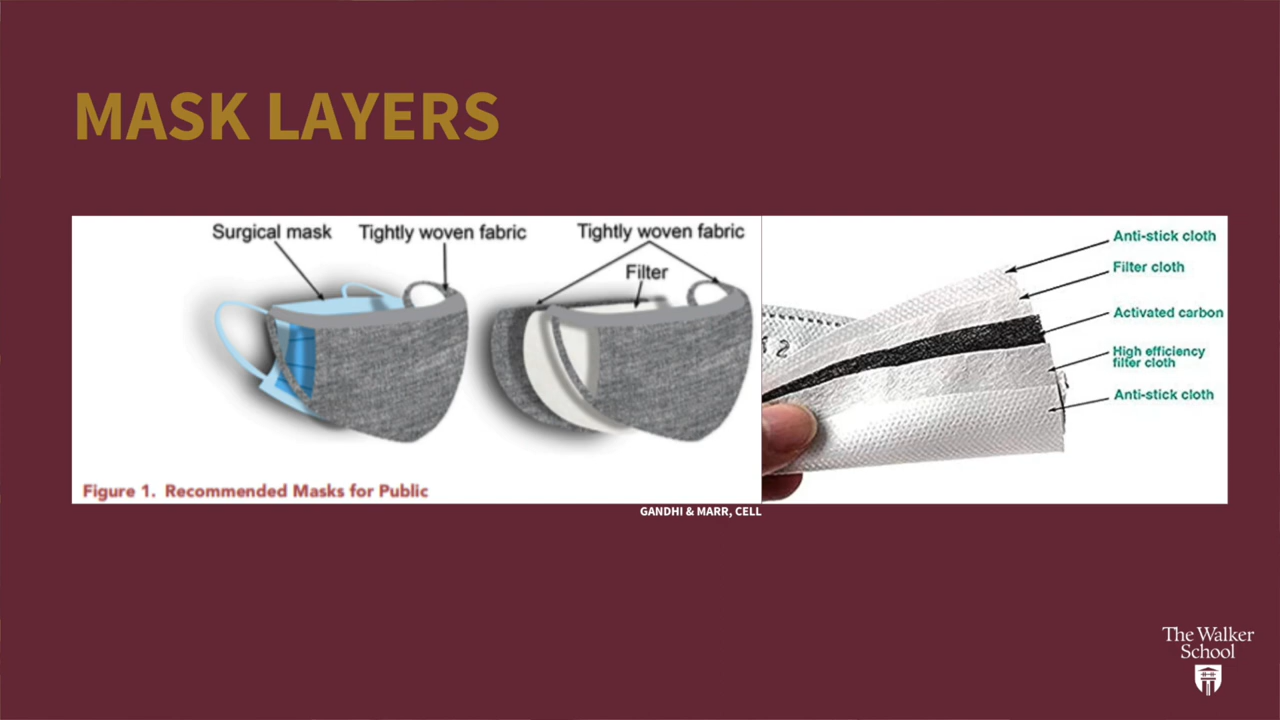 MASK LAYERS
Surgical mask
Tightly woven fabric
Tightly woven fabric
Filter
Figure 1. Recommended Masks for Public
Anti-stick cloth
Filter cloth
Activated carbon
High efficiency
filter cloth
Anti-stick cloth
GANDHI & MARR, CELL
The Walker
School